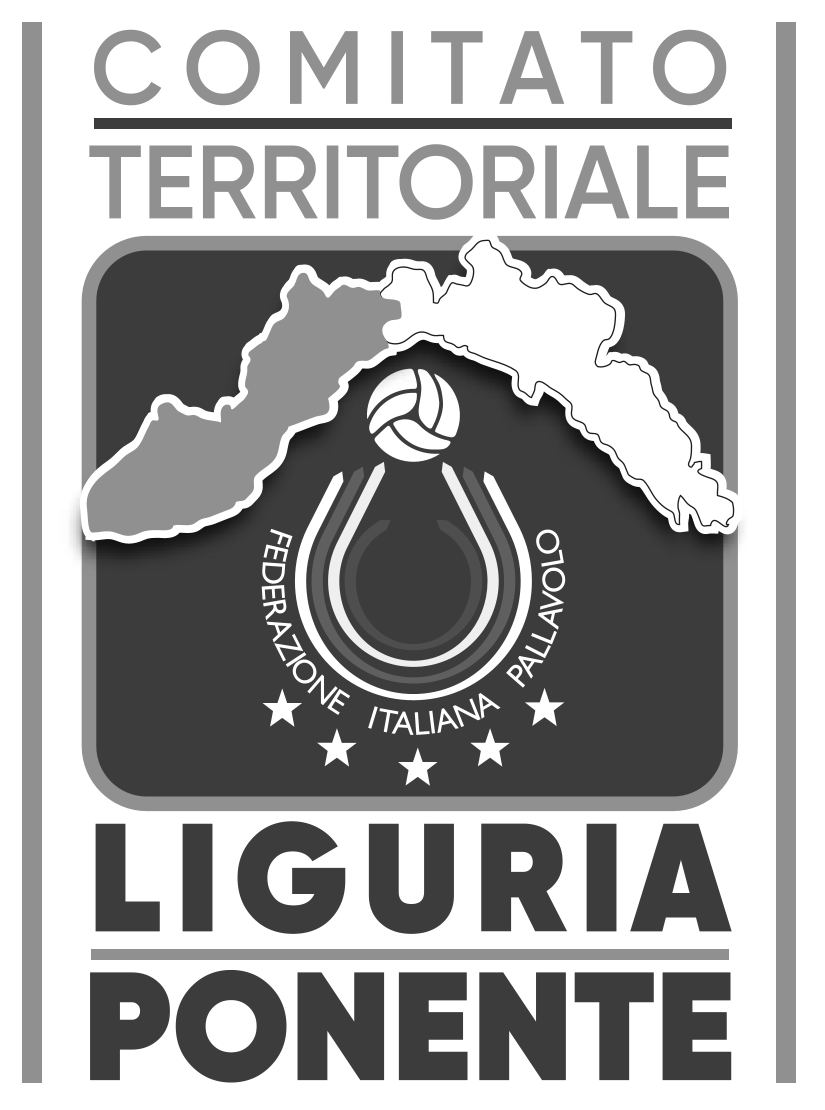 COMITATO
TERRITORIALE
FEDERAZIONE ITALIANA PALLAVOLO
LIGURIA
PONENTE